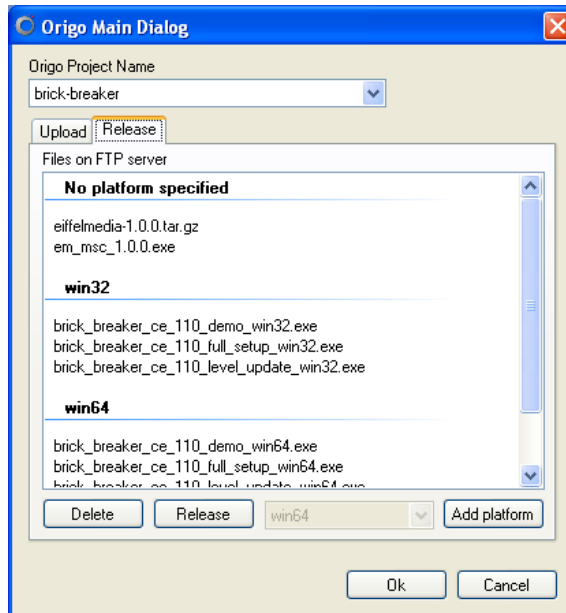 Origo Main Dialog
Origo Project Name
brick-breaker
Upload Release
Files on FTP server
No platform specified
eiffelmedia-1.0.0.tar.gz
em_msc_1.0.0.exe
win32
brick_breaker_ce_110_demo_win32.exe
brick_breaker_ce_110_full_setup_win32.exe
brick_breaker_ce_110_level_update_win32.exe
win64
brick_breaker_ce_110_demo_win64.exe
brick_breaker_ce_110_full_setup_win64.exe
brick_breaker_ce_110_level_update_win64.exe
Delete Release win64 Add platform
Ok Cancel